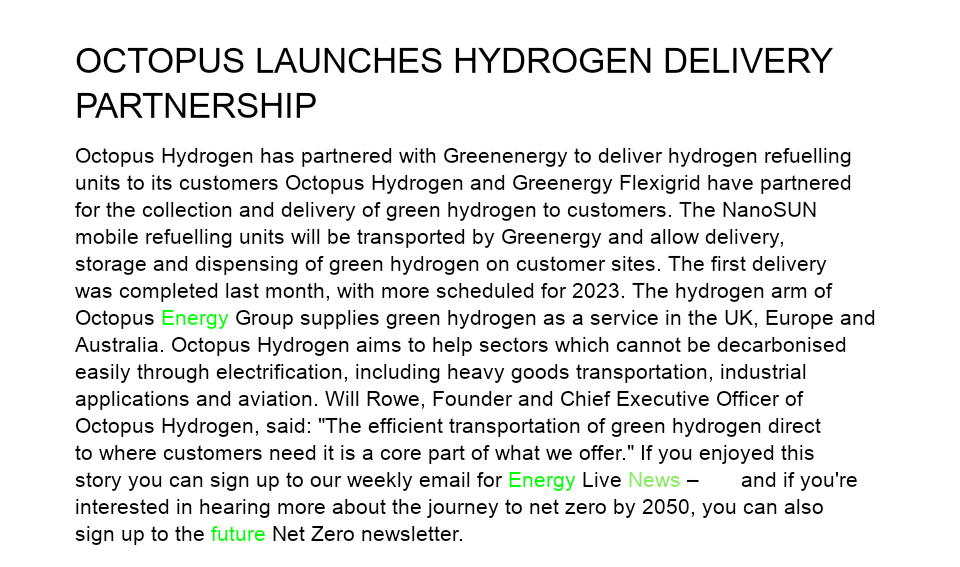 OCTOPUS LAUNCHES HYDROGEN DELIVERY
PARTNERSHIP
Octopus Hydrogen has partnered with Greenenergy to deliver hydrogen refuelling
units to its customers Octopus Hydrogen and Greenergy Flexigrid have partnered
for the collection and delivery of green hydrogen to customers. The NanoSUN
mobile refuelling units will be transported by Greenergy and allow delivery,
storage and dispensing of green hydrogen on customer sites. The first delivery
was completed last month, with more scheduled for 2023. The hydrogen arm of
Octopus Energy Group supplies green hydrogen as a service in the UK, Europe and
Australia. Octopus Hydrogen aims to help sectors which cannot be decarbonised
easily through electrification, including heavy goods transportation, industrial
applications and aviation. Will Rowe, Founder and Chief Executive Officer of
Octopus Hydrogen, said: "The efficient transportation of green hydrogen direct
to where customers need it is a core part of what we offer." If you enjoyed this
story you can sign up to our weekly email for Energy Live News – and if you're
interested in hearing more about the journey to net zero by 2050, you can also
sign up to the future Net Zero newsletter.